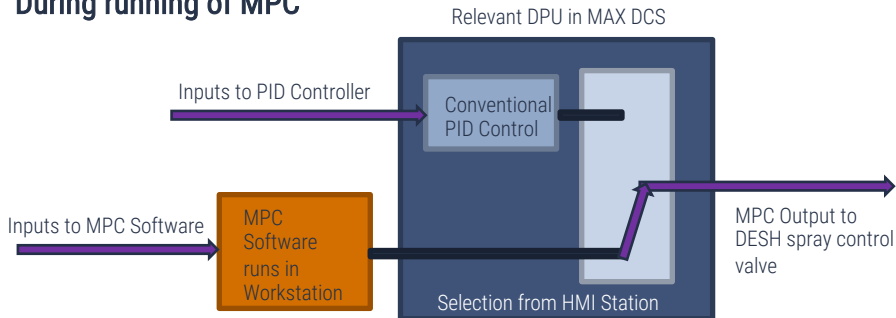 During running of MPC
Relevant DPU in MAX DCS
Inputs to PID Controller
Conventional
PID Control
Inputs to MPC Software
MPC
Software
runs in
Workstation
MPC Output to
DESH spray control
valve
Selection from HMI Station